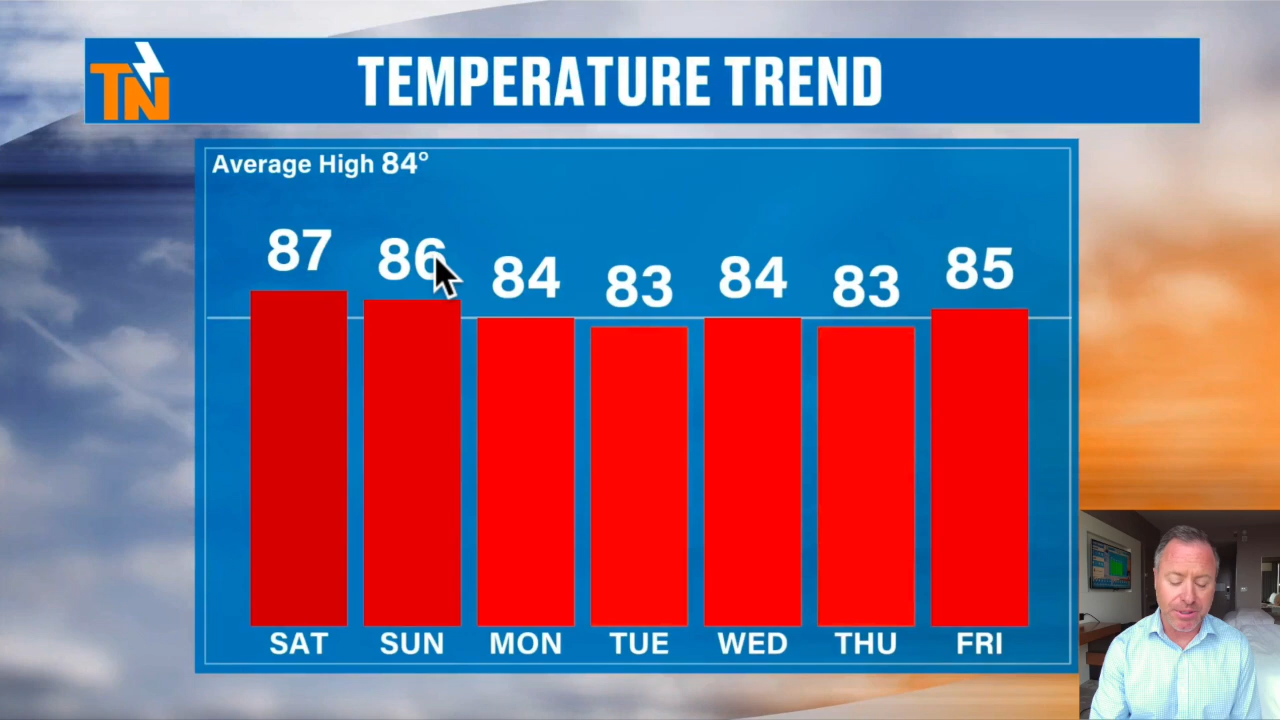 TN
TEMPERATURE TREND
Average High 84°
87 86 84 83 84 83 85
SAT SUN MON TUE WED THU FRI